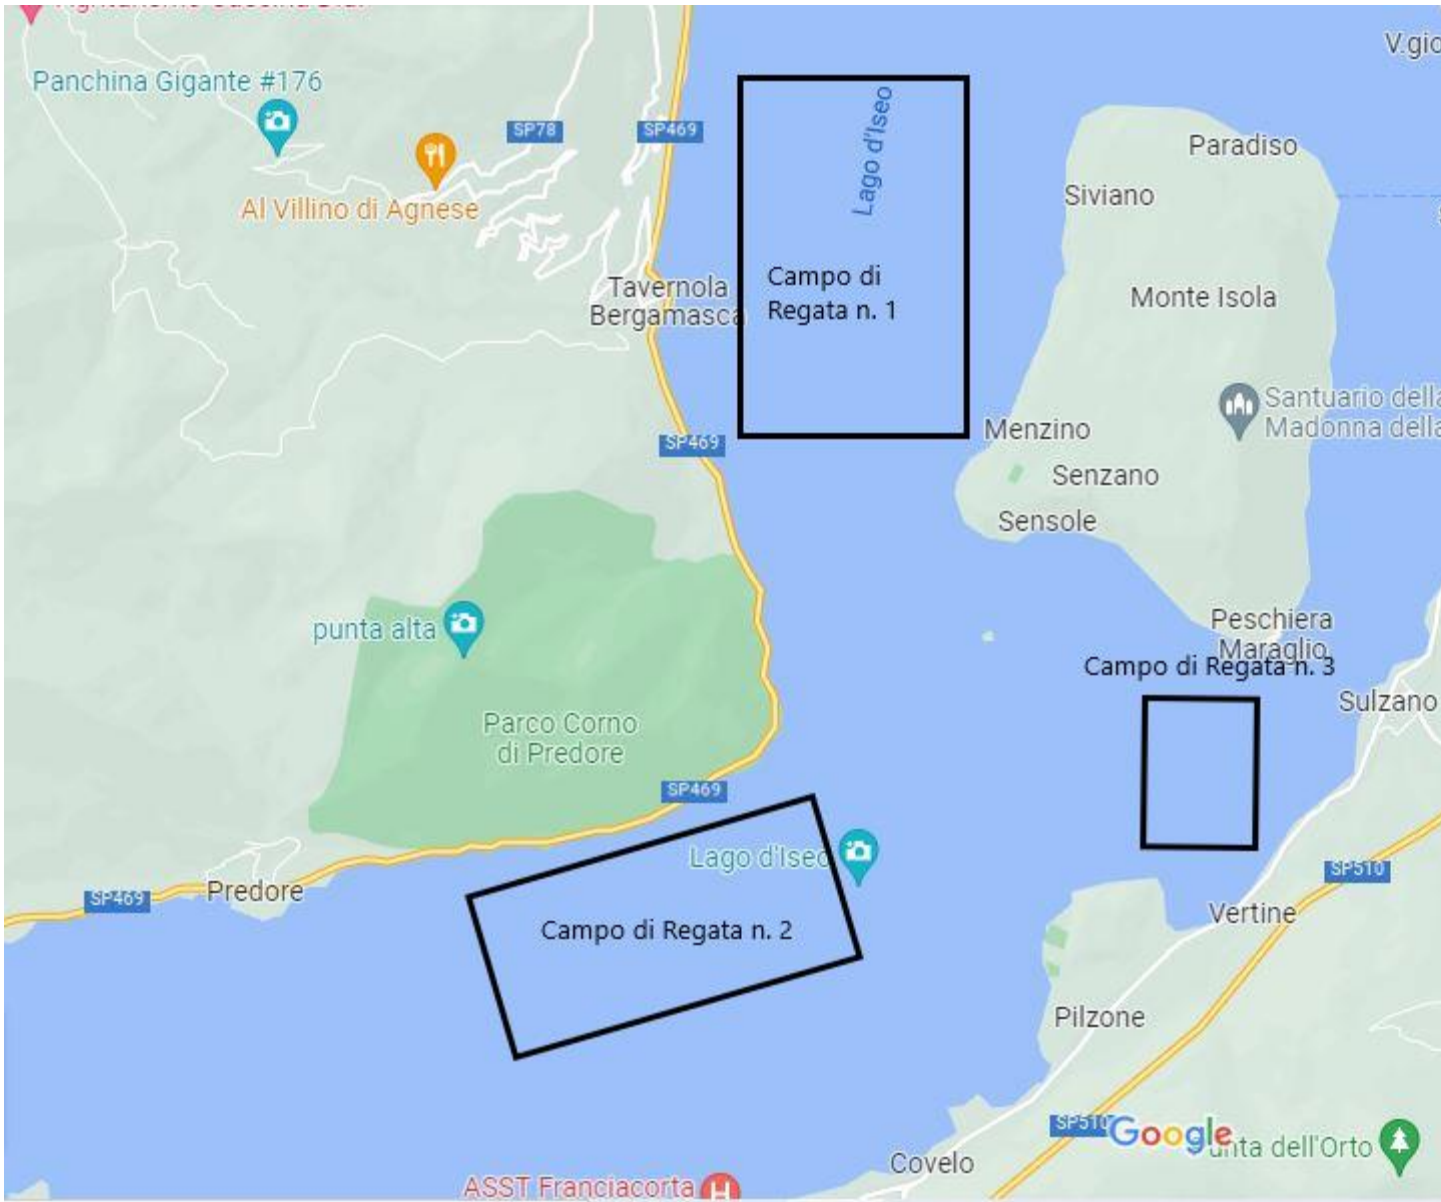 V.gio
Panchina Gigante #176
SP78
SP469
Lago d'Iseo
Paradiso
Al Villino di Agnese
Siviano
Tavernola
Bergamasca
Campo di
Regata n. 1
Monte Isola
Santuario della
Madonna della
Menzino
SP469
Senzano
Sensole
punta alta
Peschiera
Maraglio
Campo di Regata n. 3
Sulzano
Parco Corno
di Predore
SP469
Lago d'Iseo
SP510
Predore
SP469
Vertine
Campo di Regata n. 2
Pilzone
SP510
Google
dell'Orto
Covelo
ASST Franciacorta
H